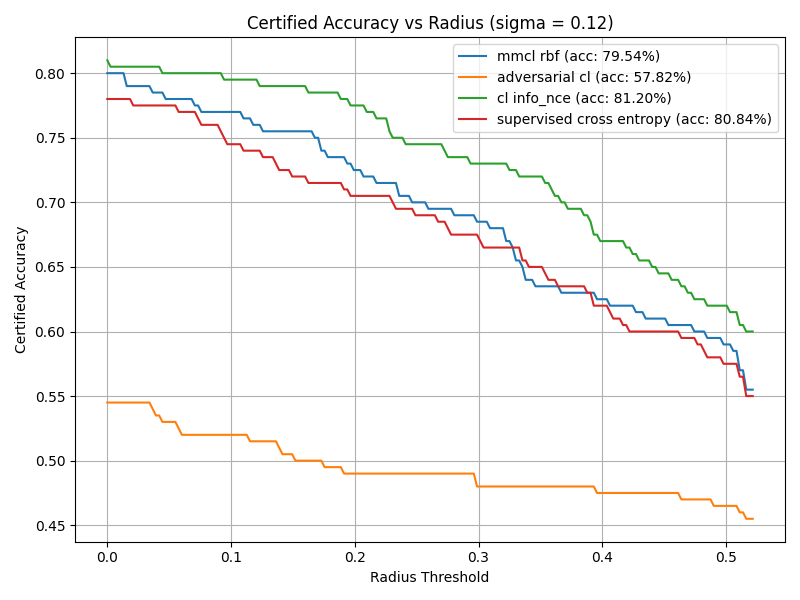 Certified Accuracy vs Radius (sigma = 0.12)
mmcl rbf (acc: 79.54%)
adversarial cl (acc: 57.82%)
cl info_nce (acc: 81.20%)
supervised cross entropy (acc: 80.84%)
Certified Accuracy
0.80
0.75
0.70
0.65
0.60
0.55
0.50
0.45
0.0 0.1 0.2 0.3 0.4 0.5
Radius Threshold